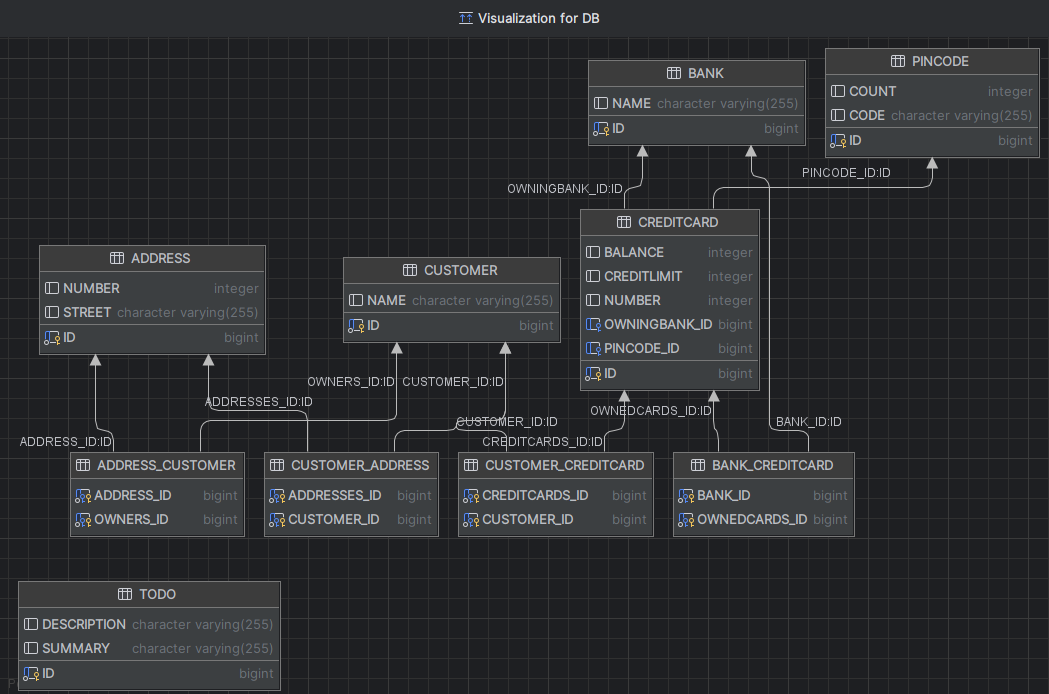 Visualization for DB
BANK
NAME character varying(255)
ID bigint
PINCODE
COUNT integer
CODE character varying(255)
ID bigint
PINCODE_ID:ID
OWNINGBANK_ID:ID
CREDITCARD
BALANCE integer
CREDITLIMIT integer
NUMBER integer
OWNINGBANK_ID bigint
PINCODE_ID bigint
ID bigint
ADDRESS
NUMBER integer
STREET character varying(255)
ID bigint
CUSTOMER
NAME character varying(255)
ID bigint
OWNERS_ID:ID
CUSTOMER_ID:ID
ADDRESSES_ID:ID
OWNEDCARDS_ID:ID
CUSTOMER_ID:ID
BANK_ID:ID
ADDRESS_ID:ID
CREDITCARDS_ID:ID
ADDRESS_CUSTOMER
ADDRESS_ID bigint
OWNERS_ID bigint
CUSTOMER_ADDRESS
ADDRESSES_ID bigint
CUSTOMER_ID bigint
CUSTOMER_CREDITCARD
CREDITCARDS_ID bigint
CUSTOMER_ID bigint
BANK_CREDITCARD
BANK_ID bigint
OWNEDCARDS_ID bigint
TODO
DESCRIPTION character varying(255)
SUMMARY character varying(255)
ID bigint